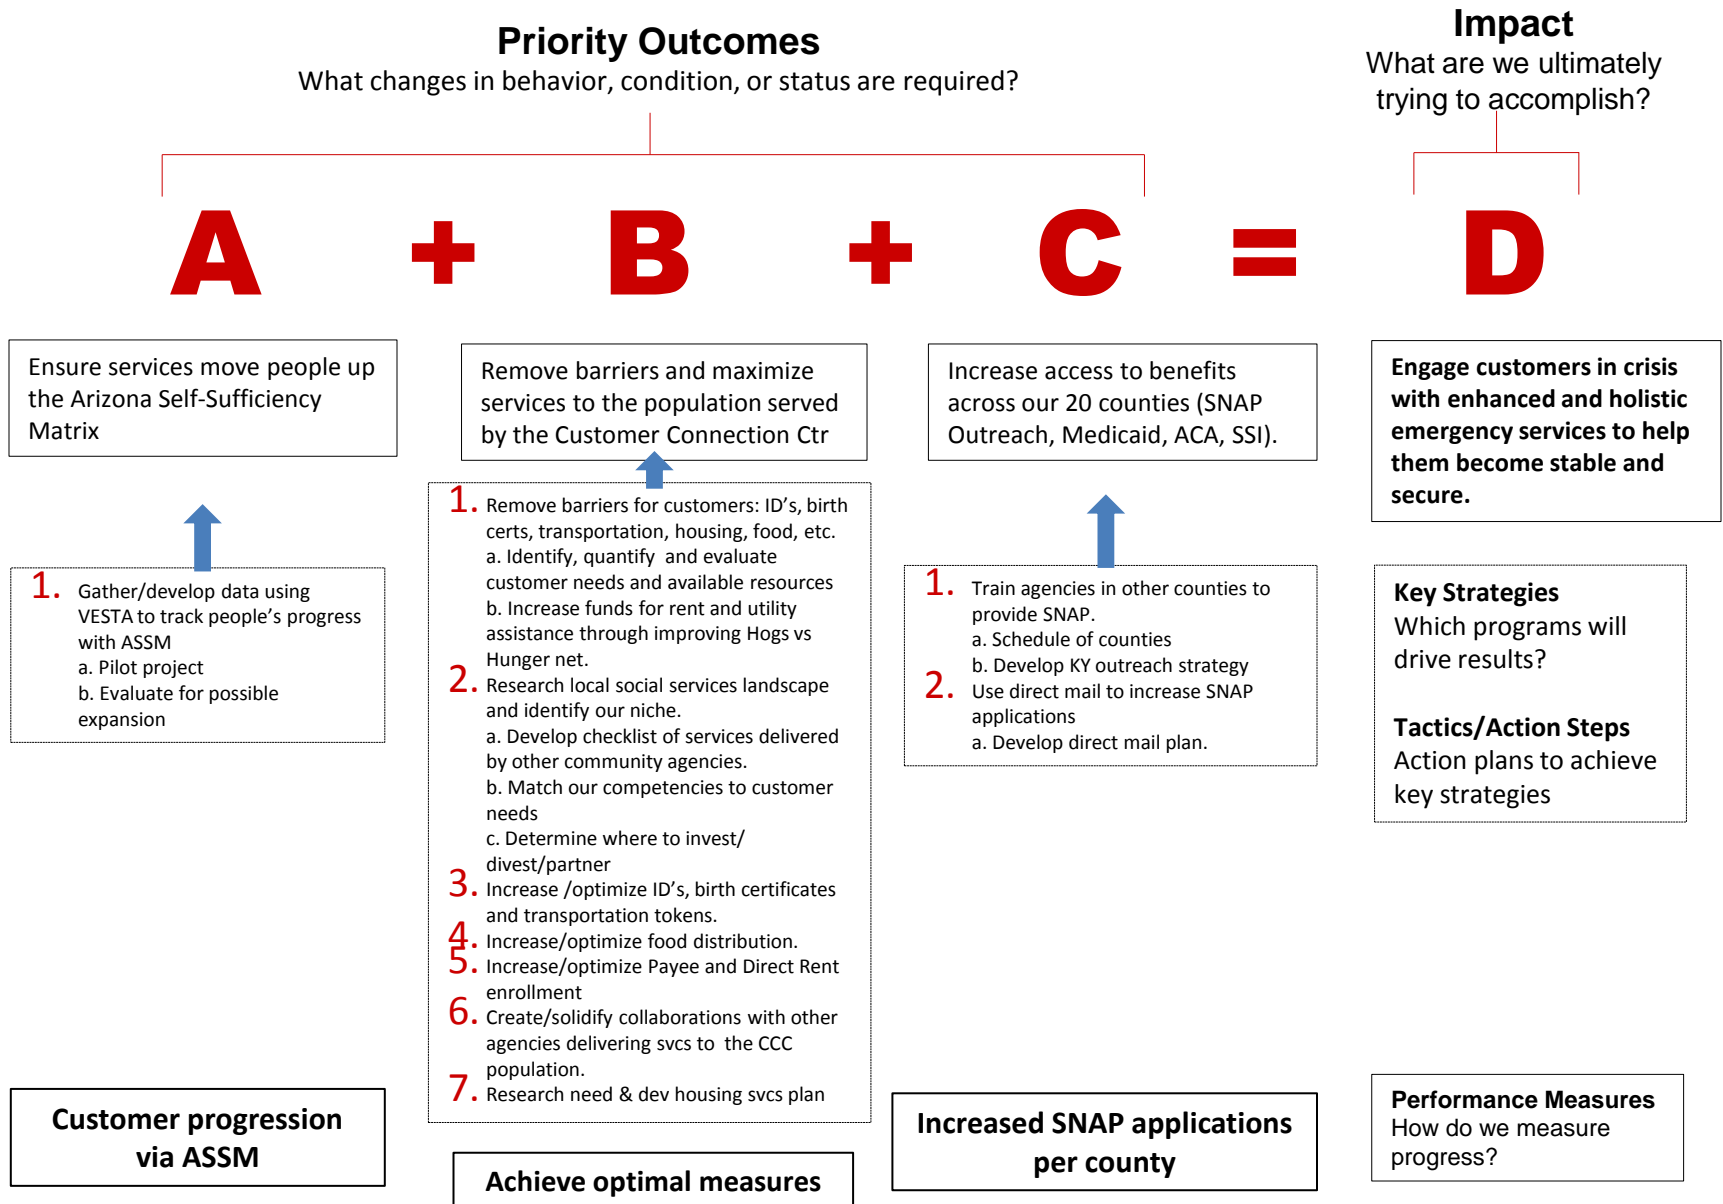 Priority Outcomes
What changes in behavior, condition, or status are required?
Impact
What are we ultimately
trying to accomplish?
A + B + C = D
Ensure services move people up
the Arizona Self-Sufficiency
Matrix
1. Gather/develop data using
VESTA to track people's progress
with ASSM
a. Pilot project
b. Evaluate for possible
expansion
Customer progression
via ASSM
Remove barriers and maximize
services to the population served
by the Customer Connection Ctr
1. Remove barriers for customers: ID's, birth
certs, transportation, housing, food, etc.
a. Identify, quantify and evaluate
customer needs and available resources
b. Increase funds for rent and utility
assistance through improving Hogs vs
Hunger net.
2. Research local social services landscape
and identify our niche.
a. Develop checklist of services delivered
by other community agencies.
b. Match our competencies to customer
needs
c. Determine where to invest/
divest/partner
3. Increase /optimize ID's, birth certificates
and transportation tokens.
4. Increase/optimize food distribution.
5. Increase/optimize Payee and Direct Rent
enrollment
6. Create/solidify collaborations with other
agencies delivering svcs to the CCC
population.
7. Research need & dev housing svcs plan
Achieve optimal measures
Increase access to benefits
across our 20 counties (SNAP
Outreach, Medicaid, ACA, SSI).
1. Train agencies in other counties to
provide SNAP.
a. Schedule of counties
b. Develop KY outreach strategy
2. Use direct mail to increase SNAP
applications
a. Develop direct mail plan.
Increased SNAP applications
per county
Engage customers in crisis
with enhanced and holistic
emergency services to help
them become stable and
secure.
Key Strategies
Which programs will
drive results?
Tactics/Action Steps
Action plans to achieve
key strategies
Performance Measures
How do we measure
progress?